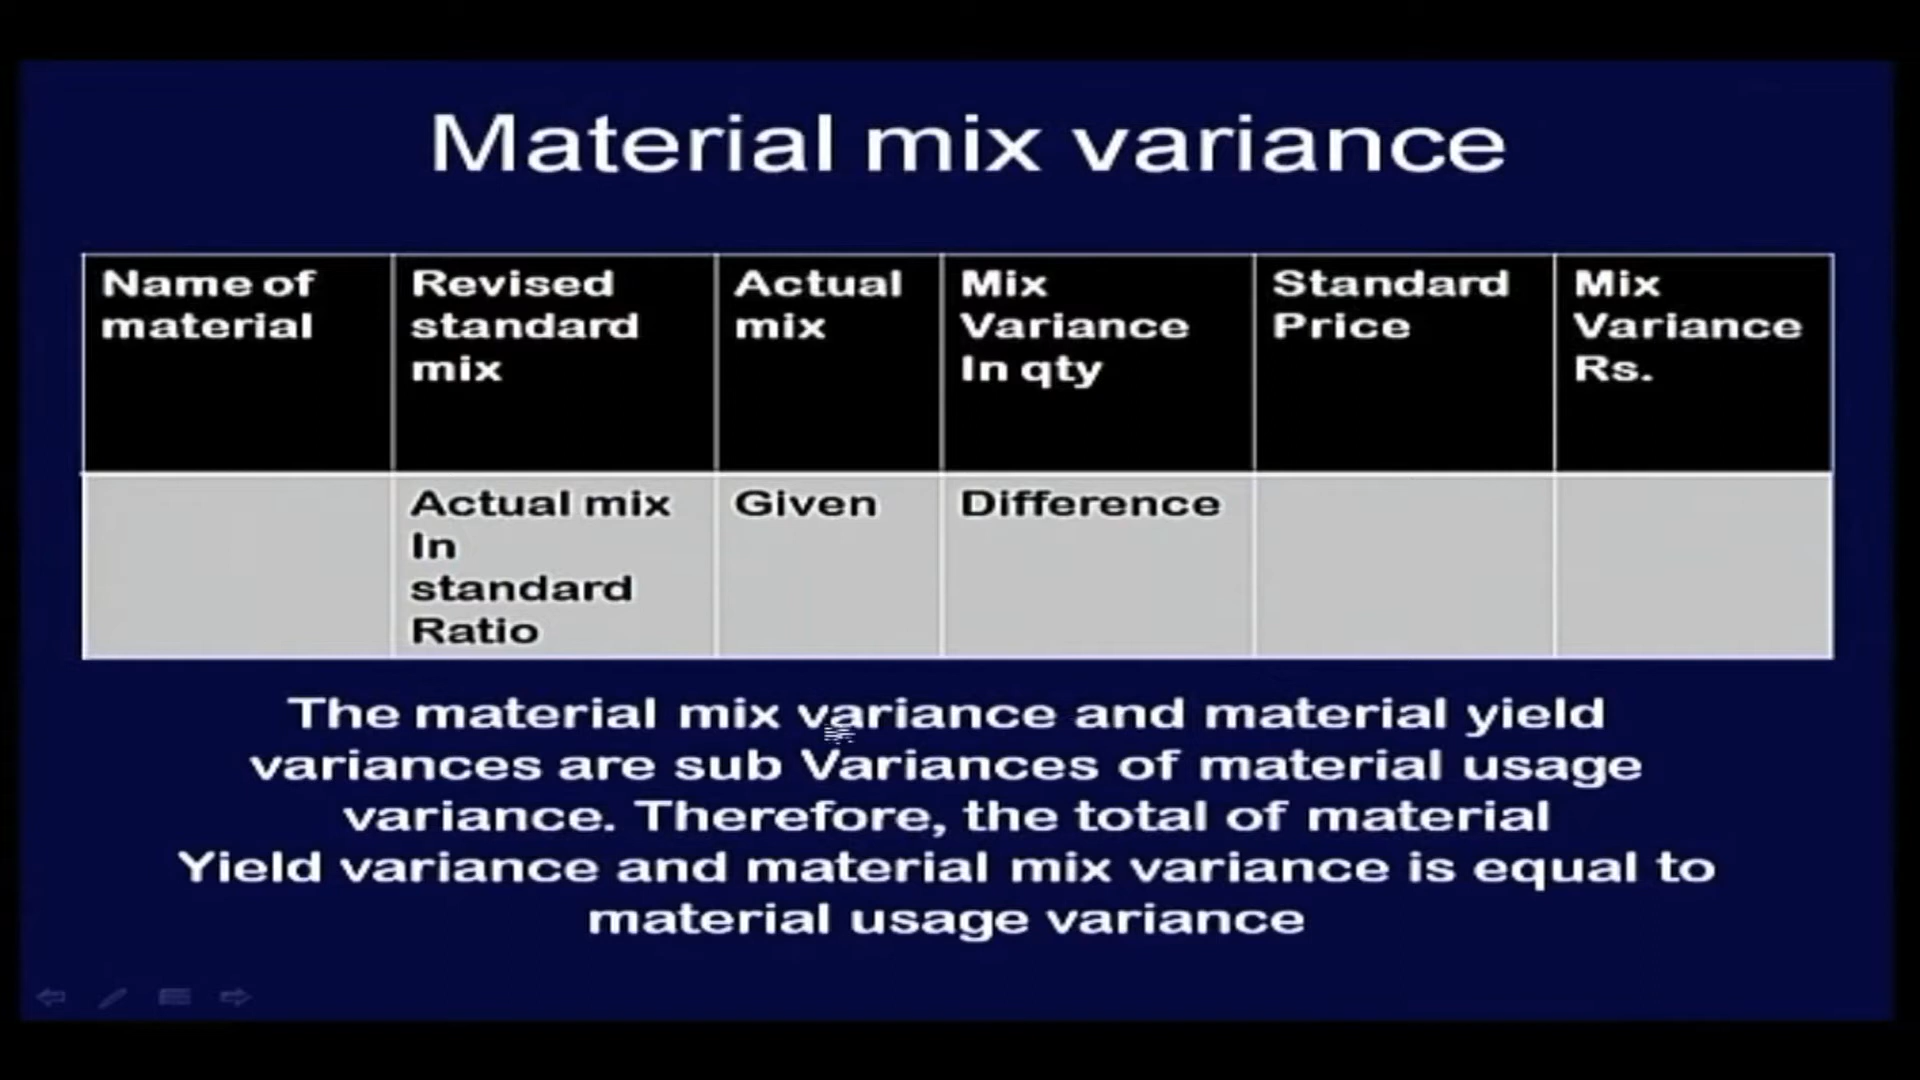 Material mix variance
Name of material
Revised standard mix
Actual mix
Mix Variance In qty
Standard Price
Mix Variance Rs.
Actual mix In standard Ratio
Given
Difference
The material mix variance and material yield
variances are sub Variances of material usage
variance. Therefore, the total of material
Yield variance and material mix variance is equal to
material usage variance